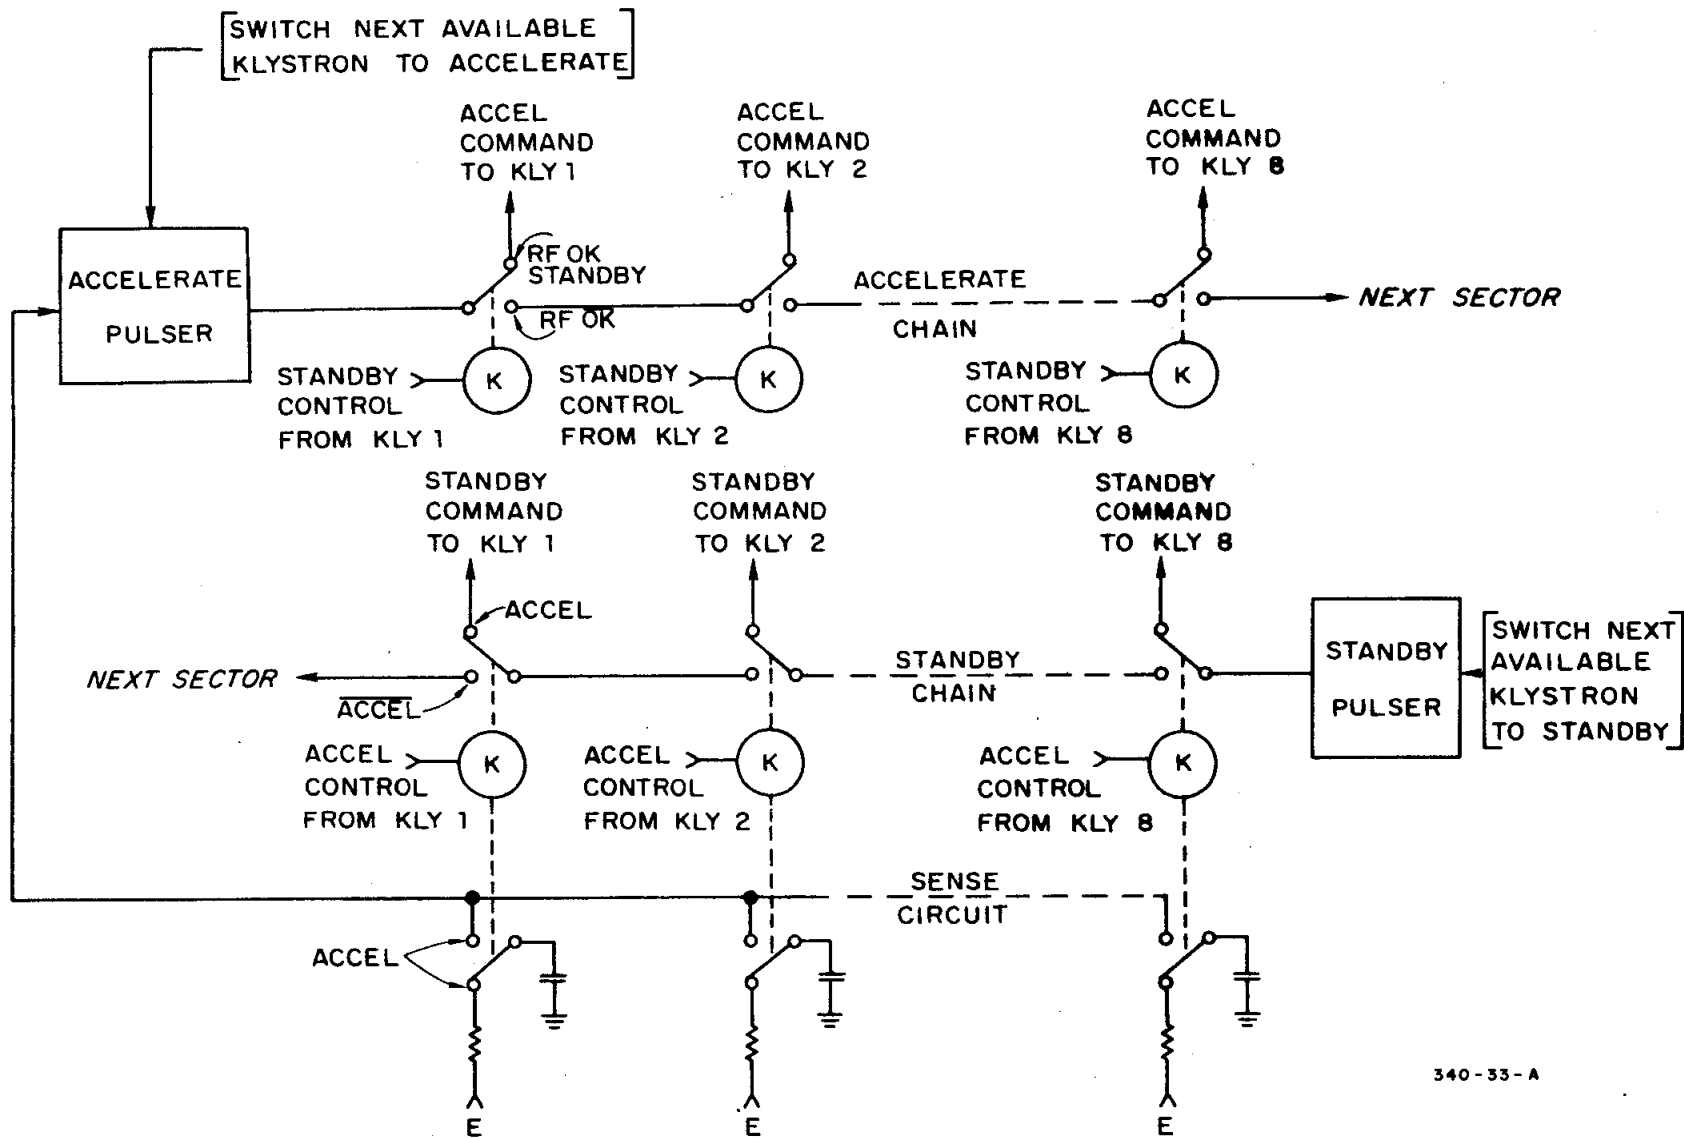 SWITCH NEXT AVAILABLE
KLYSTRON TO ACCELERATE
ACCEL
COMMAND
TO KLY 1
ACCEL
COMMAND
TO KLY 2
ACCEL
COMMAND
TO KLY 8
ACCELERATE
PULSER
RF OK
STANDBY
RF O̅K̅
ACCELERATE
CHAIN
NEXT SECTOR
STANDBY
CONTROL
FROM KLY 1
K
STANDBY
CONTROL
FROM KLY 2
K
STANDBY
CONTROL
FROM KLY 8
K
STANDBY
COMMAND
TO KLY 1
STANDBY
COMMAND
TO KLY 2
STANDBY
COMMAND
TO KLY 8
ACCEL
NEXT SECTOR
A̅C̅C̅E̅L̅
STANDBY
CHAIN
STANDBY
PULSER
SWITCH NEXT
AVAILABLE
KLYSTRON
TO STANDBY
ACCEL
CONTROL
FROM KLY 1
K
ACCEL
CONTROL
FROM KLY 2
K
ACCEL
CONTROL
FROM KLY 8
K
SENSE
CIRCUIT
ACCEL
E
E
E
340-33-A